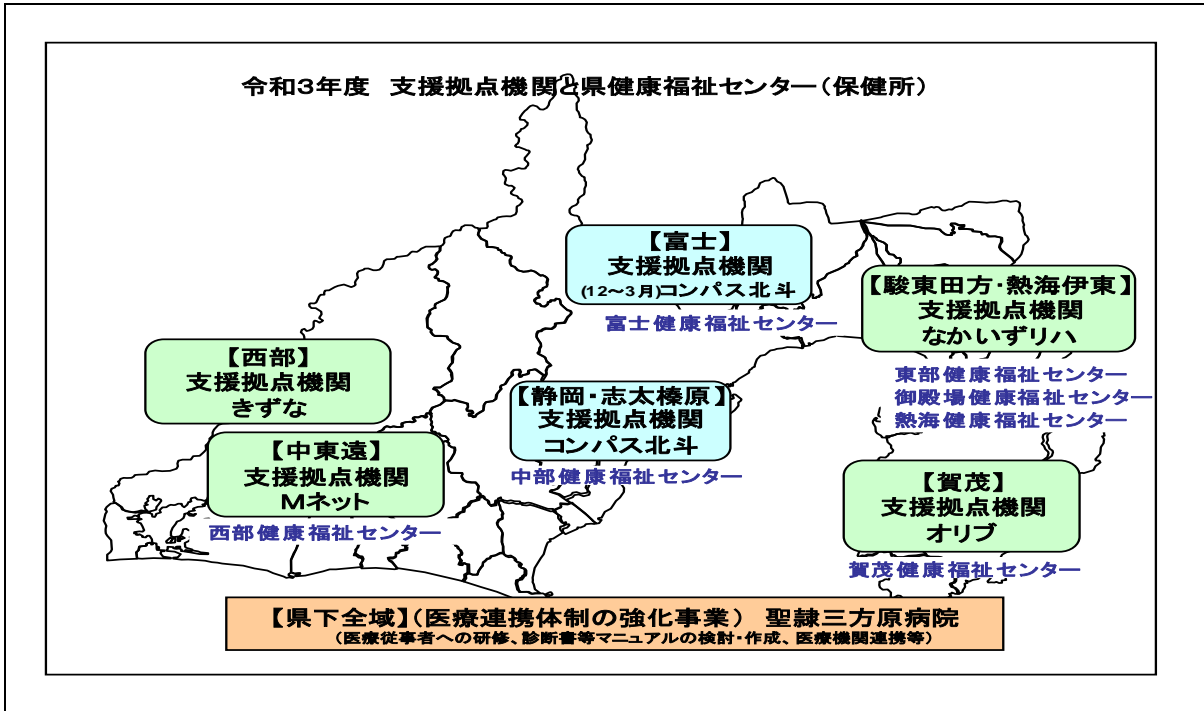 令和3年度 支援拠点機関と県健康福祉センター(保健所)
【富士】
支援拠点機関
(12~3月)コンパス北斗
富士健康福祉センター
【駿東田方・熱海伊東】
支援拠点機関
なかいずリハ
東部健康福祉センター
御殿場健康福祉センター
熱海健康福祉センター
【西部】
支援拠点機関
きずな
【静岡・志太榛原】
支援拠点機関
コンパス北斗
中部健康福祉センター
【中東遠】
支援拠点機関
Mネット
西部健康福祉センター
【賀茂】
支援拠点機関
オリブ
賀茂健康福祉センター
【県下全域】(医療連携体制の強化事業) 聖隷三方原病院
(医療従事者への研修、診断書等マニュアルの検討・作成、医療機関連携等)